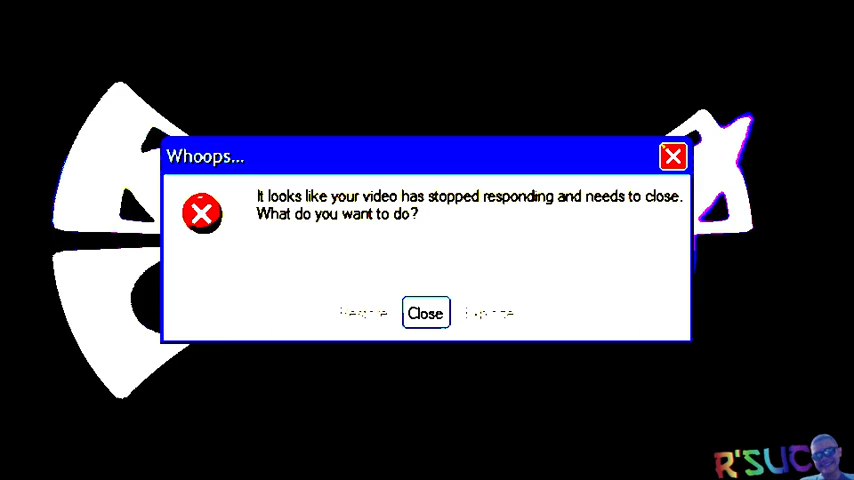 Whoops...
It looks like your video has stopped responding and needs to close.
What do you want to do?
Close
R'SUC